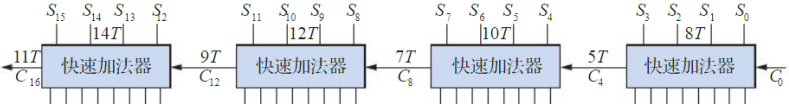 S₁₅ S₁₄ S₁₃ S₁₂ S₁₁ S₁₀ S₉ S₈ S₇ S₆ S₅ S₄ S₃ S₂ S₁ S₀
14T 12T 10T 8T
11T 快速加法器 9T 快速加法器 7T 快速加法器 5T 快速加法器
C₁₆ C₁₂ C₈ C₄ C₀